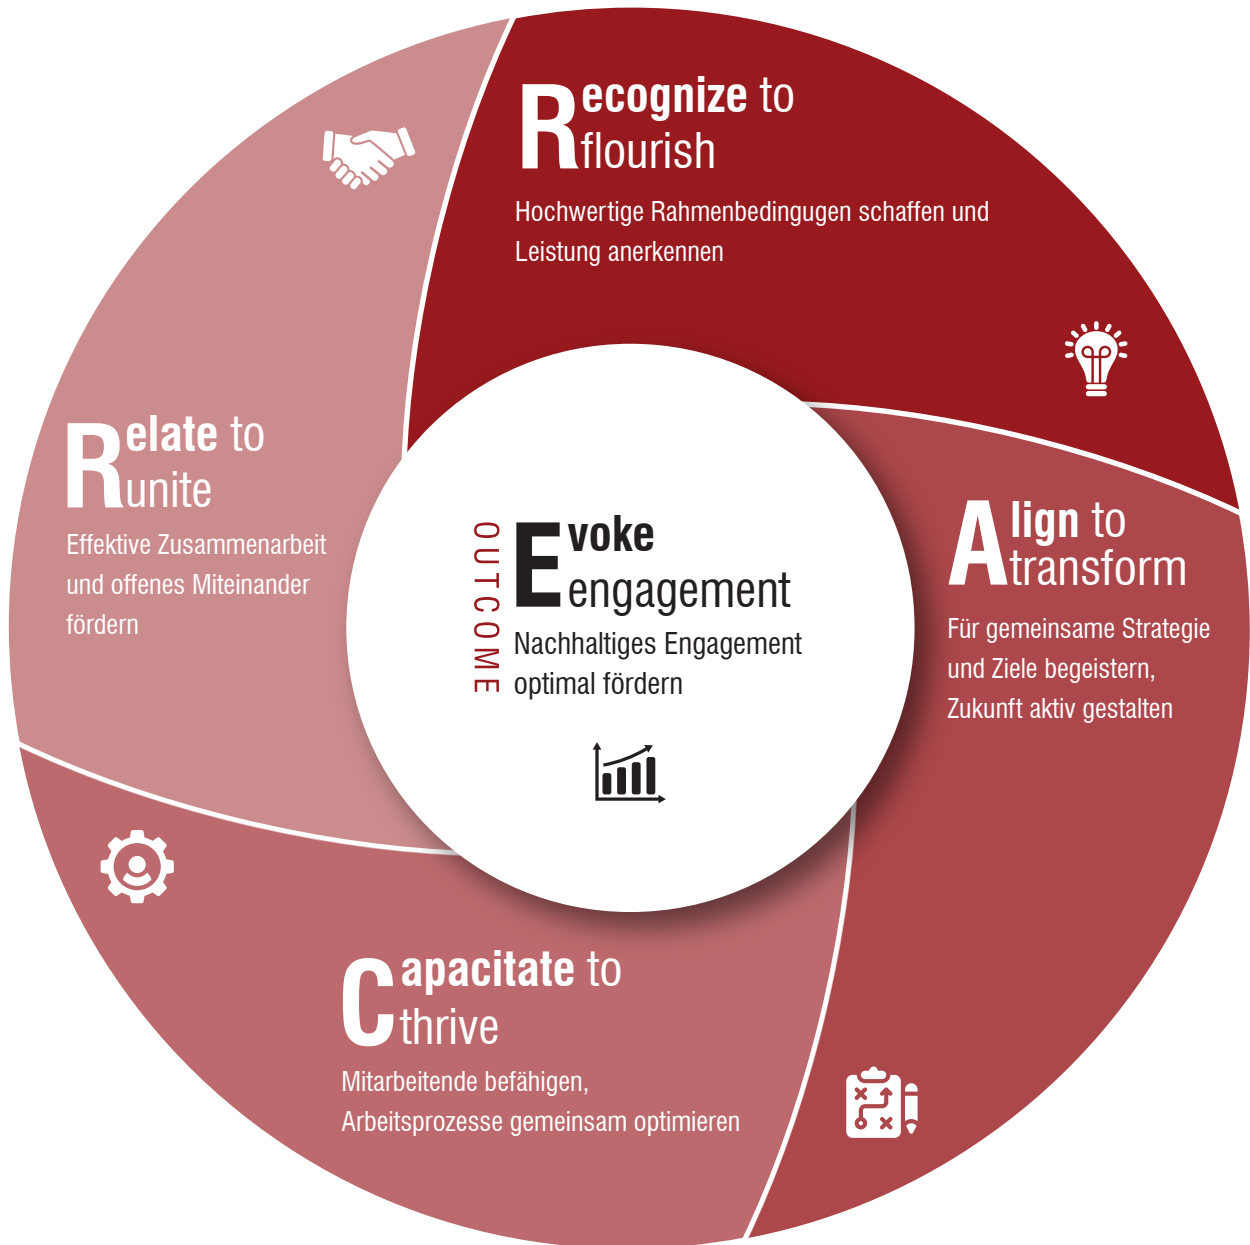 Recognize to
flourish
Hochwertige Rahmenbedingugen schaffen und
Leistung anerkennen
Align to
transform
Für gemeinsame Strategie
und Ziele begeistern,
Zukunft aktiv gestalten
Capacitate to
thrive
Mitarbeitende befähigen,
Arbeitsprozesse gemeinsam optimieren
Relate to
unite
Effektive Zusammenarbeit
und offenes Miteinander
fördern
OUTCOME
Evoke
engagement
Nachhaltiges Engagement
optimal fördern